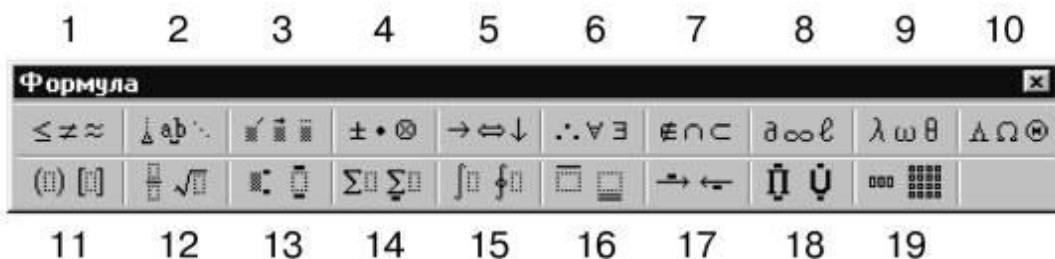 1 2 3 4 5 6 7 8 9 10
Формула
≤ ≠ ≈ a͟b ⋱ ± • ⊗ → ⇔ ↓ ∴ ∀ ∃ ∉ ∩ ⊂ ∂ ∞ ℓ λ ω θ Λ Ω Θ
(▯) [▯] √▯ Σ▯ Σ▯ ∫▯ ∮▯ → ← Π̄ U̇
11 12 13 14 15 16 17 18 19